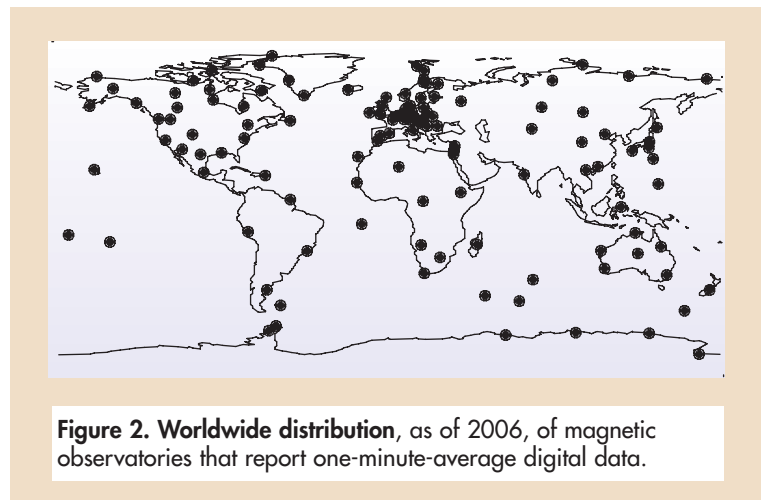 Figure 2. Worldwide distribution, as of 2006, of magnetic
observatories that report one-minute-average digital data.